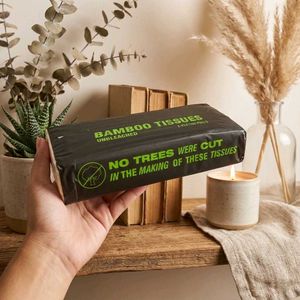 BAMBOO TISSUES
UNBLEACHED
NO TREES WERE CUT
IN THE MAKING OF THESE TISSUES